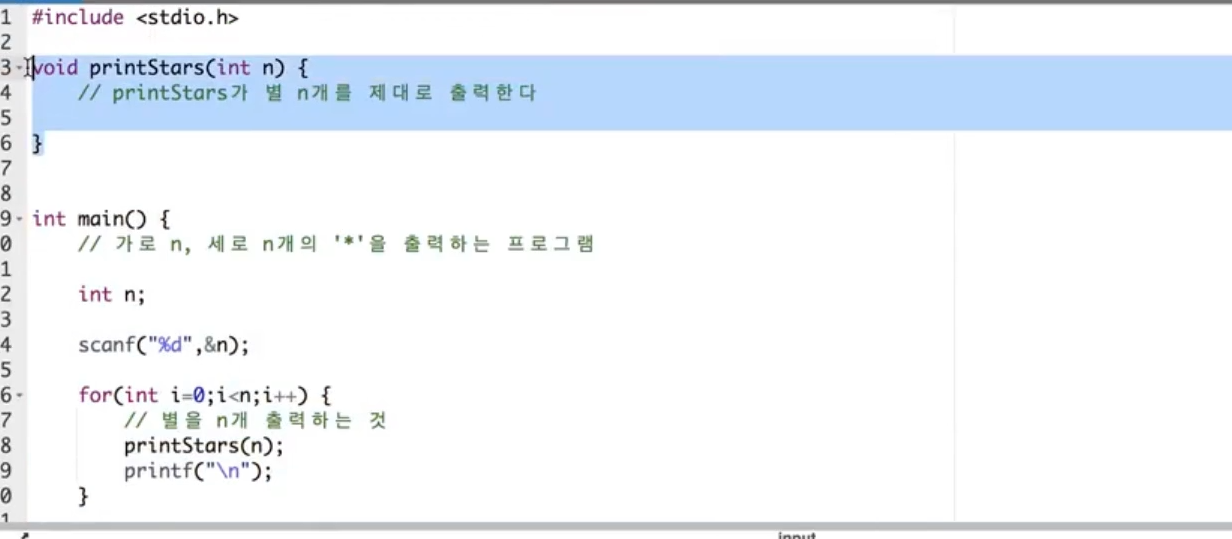 1 #include <stdio.h>
2
3 void printStars(int n) {
4 // printStars가 별 n개를 제대로 출력한다
5
6 }
7
8
9 int main() {
0 // 가로 n, 세로 n개의 '*'을 출력하는 프로그램
1
2 int n;
3
4 scanf("%d",&n);
5
6 for(int i=0;i<n;i++) {
7 // 별을 n개 출력하는 것
8 printStars(n);
9 printf("\n");
0 }
1
input